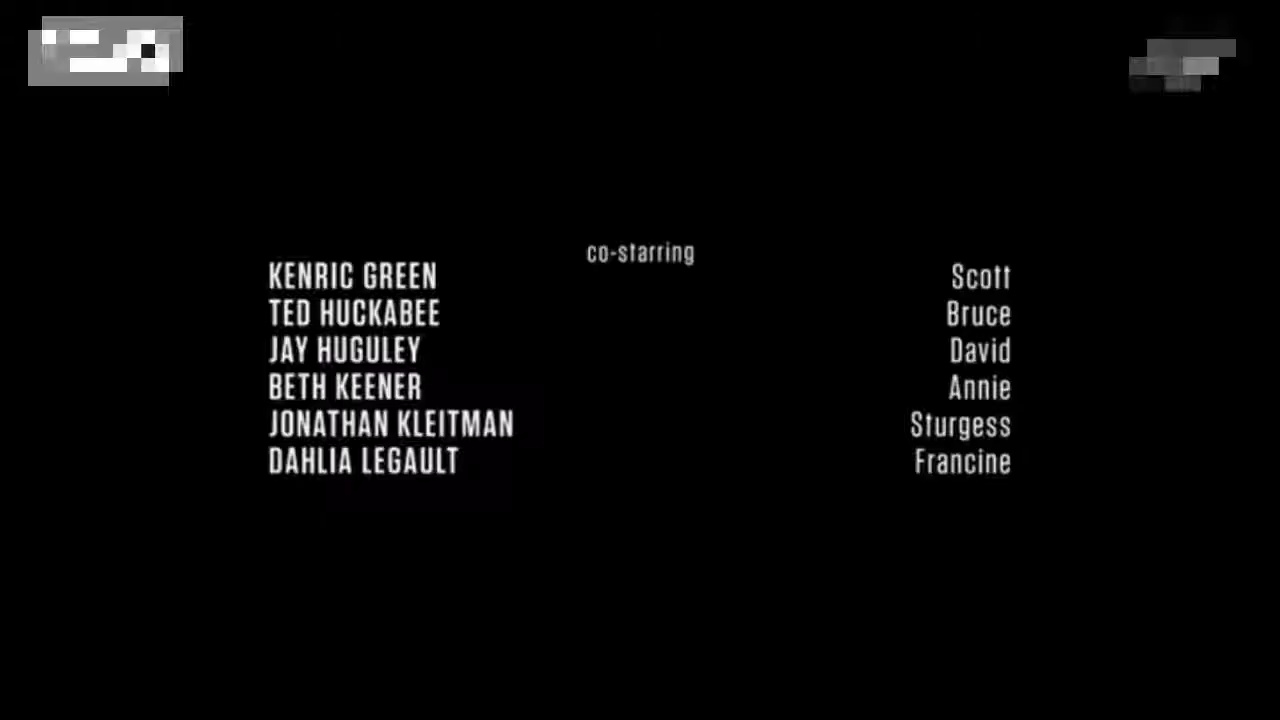 co-starring
KENRIC GREEN Scott
TED HUCKABEE Bruce
JAY HUGULEY David
BETH KEENER Annie
JONATHAN KLEITMAN Sturgess
DAHLIA LEGAULT Francine